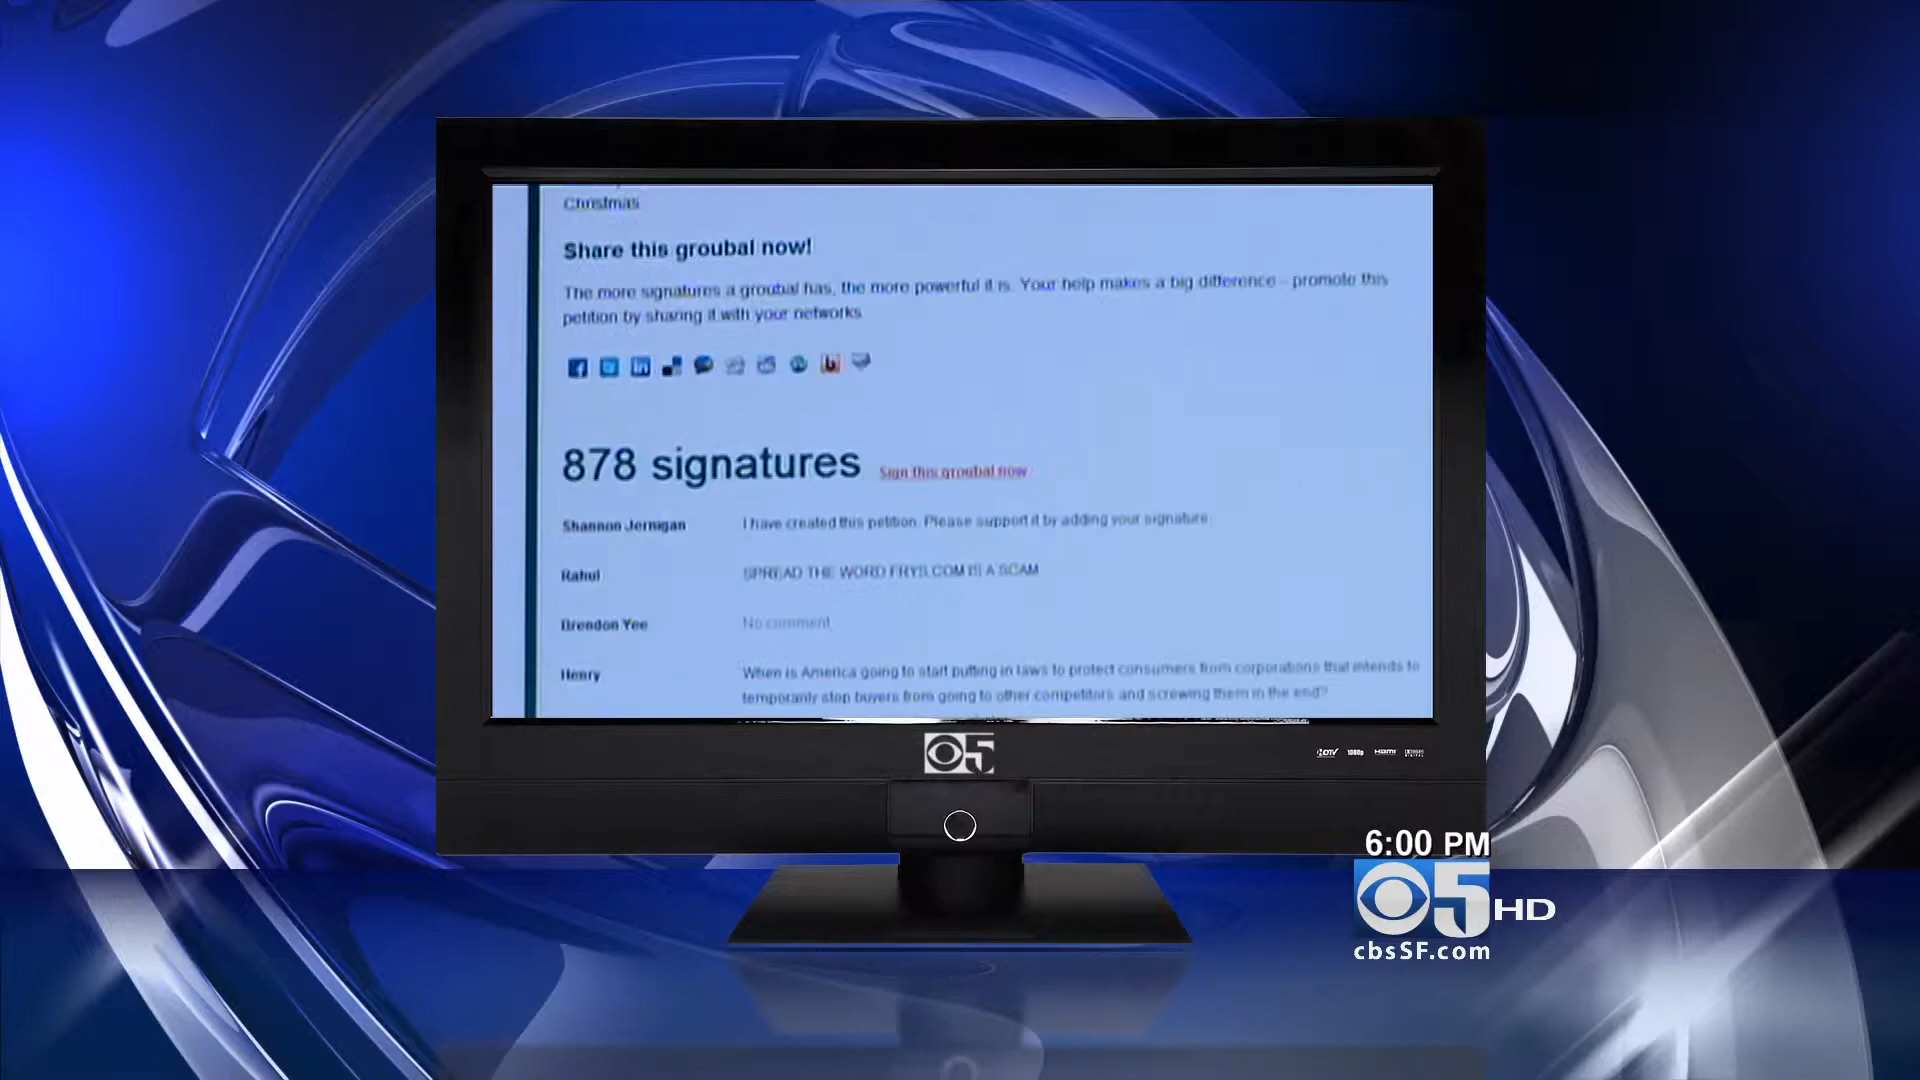 Christmas
Share this groubal now!
The more signatures a groubal has, the more powerful it is. Your help makes a big difference - promote this
petition by sharing it with your networks
878 signatures Sign this groubal now
Shannon Jernigan I have created this petition. Please support it by adding your signature.
Rahul SPREAD THE WORD FRYS.COM IS A SCAM
Brendon Yee No comment
Henry When is America going to start putting in laws to protect consumers from corporations that intends to
temporarily stop buyers from going to other competitors and screwing them in the end?
5
HDTV 1080p HDMI
6:00 PM
5 HD
cbsSF.com